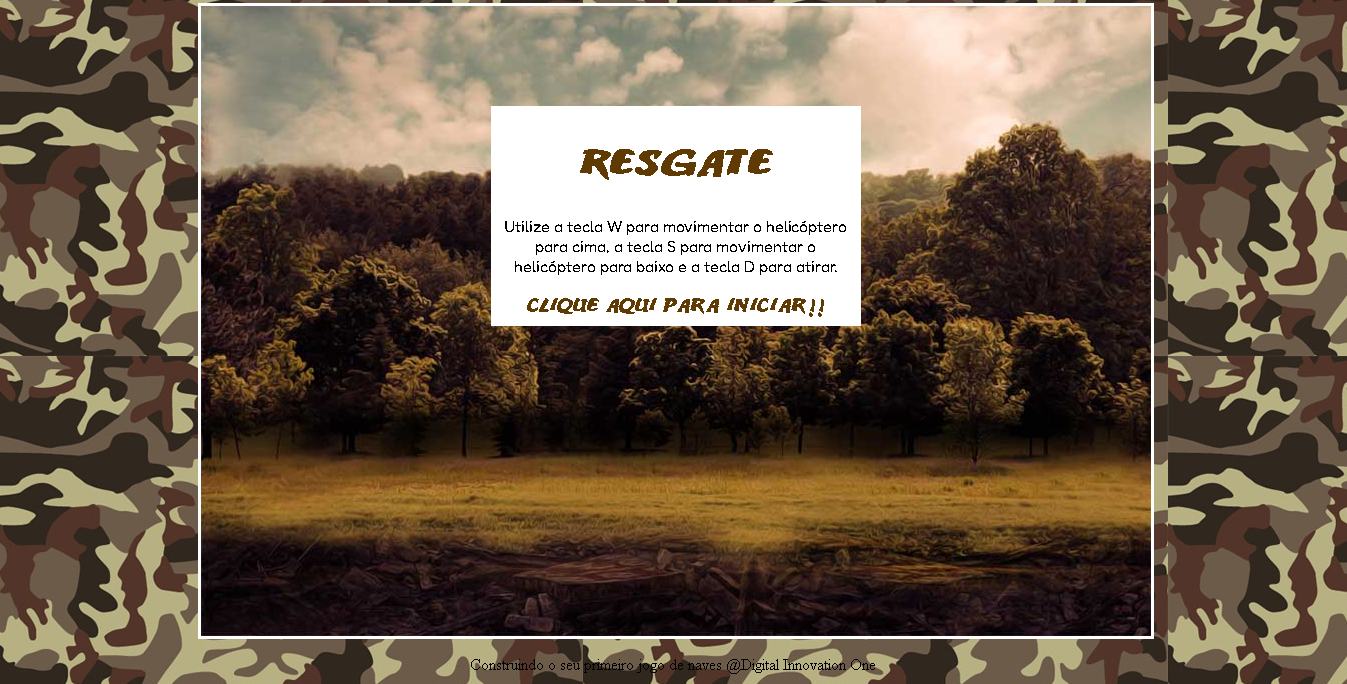 RESGATE
Utilize a tecla W para movimentar o helicóptero
para cima, a tecla S para movimentar o
helicóptero para baixo e a tecla D para atirar.
CLIQUE AQUI PARA INICIAR!!
Construindo o seu primeiro jogo de naves @Digital Innovation One